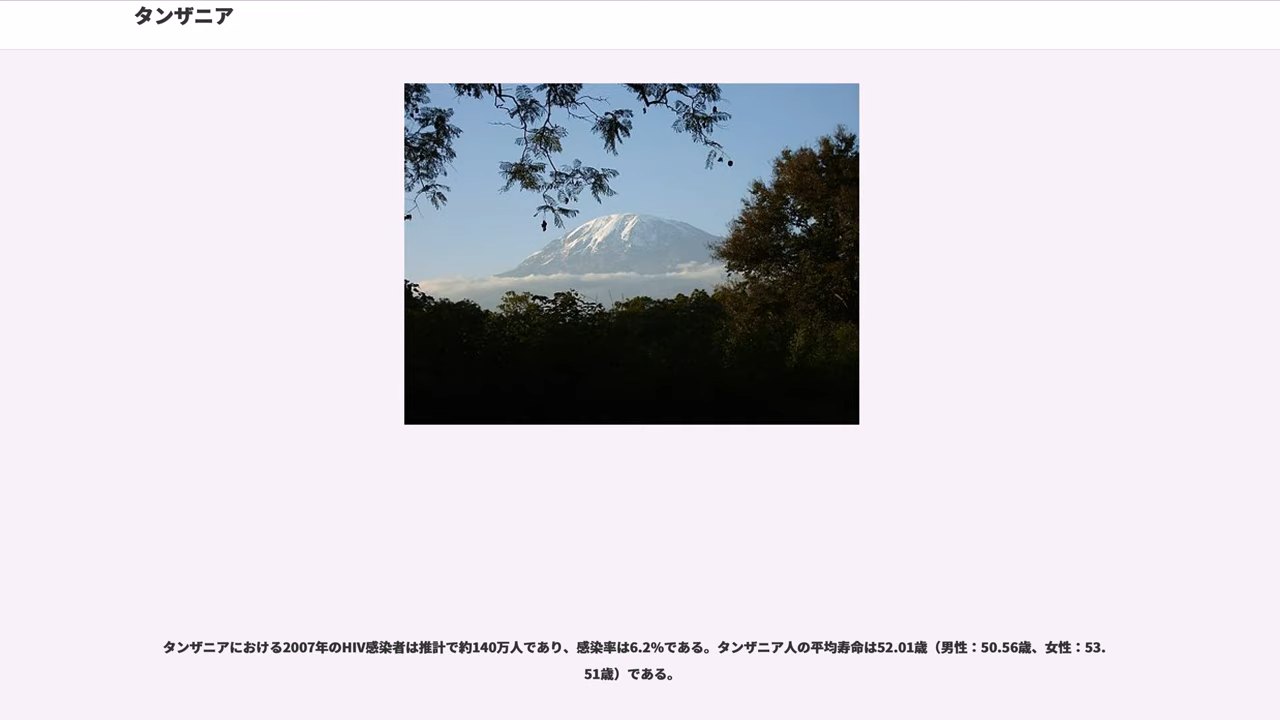 タンザニア
タンザニアにおける2007年のHIV感染者は推計で約140万人であり、感染率は6.2%である。タンザニア人の平均寿命は52.01歳（男性：50.56歳、女性：53.
51歳）である。